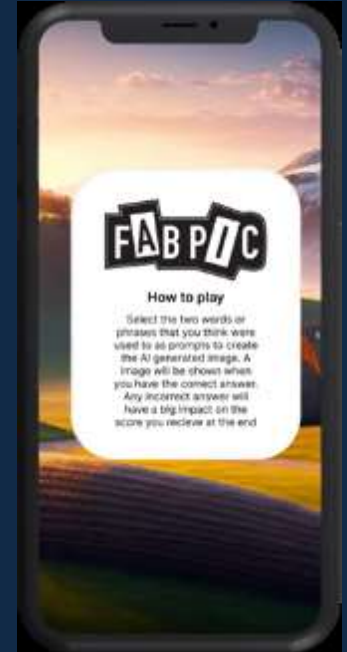 FABPIC
How to play
Select the two words or
phrases that you think were
used to as prompts to create
the AI generated image. A
image will be shown when
you have the correct answer.
Any incorrect answer will
have a big impact on the
score you recieve at the end